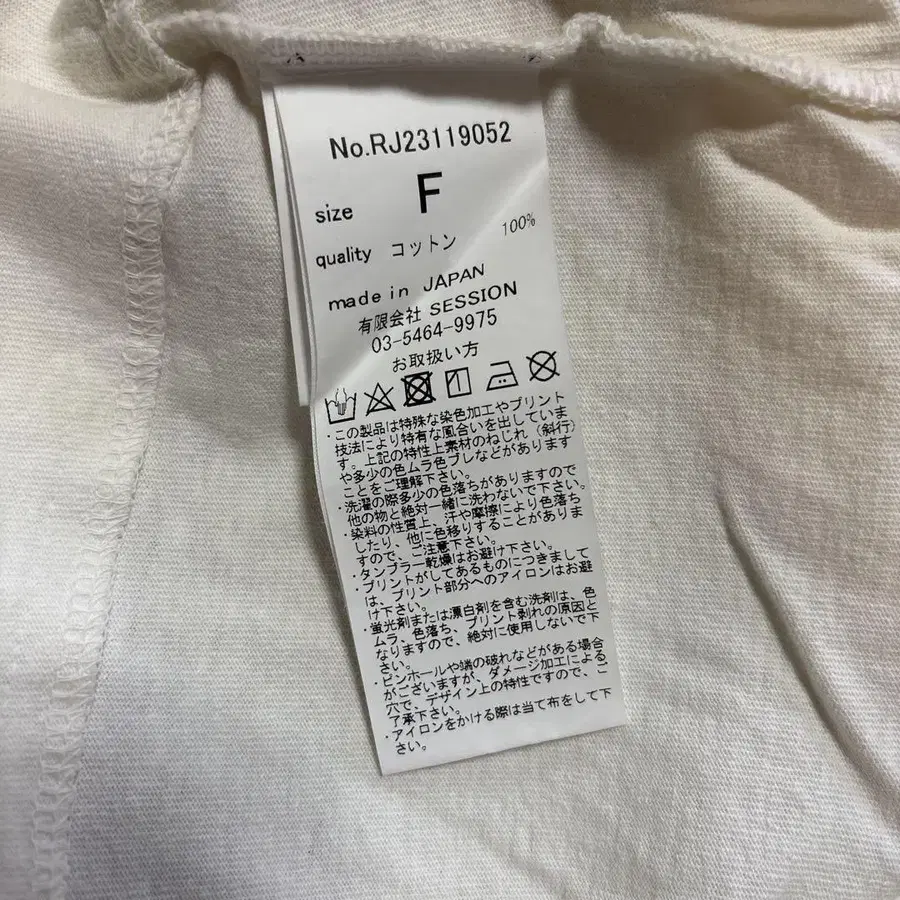 No.RJ23119052
size F
quality コットン 100%
made in JAPAN
有限会社 SESSION
03-5464-9975
お取扱い方
・この製品は特殊な染色加工やプリント
技法により特有な風合いを出していま
す。上記の特性上素材のねじれ（斜行）
や多少の色ムラ色ブレなどがあります
ことをご理解下さい。
・洗濯の際多少の色落ちがありますので
他の物と絶対一緒に洗わないで下さい。
・染料の性質上、汗や摩擦により色落ち
したり、他に色移りすることがありま
すので、ご注意下さい。
・タンブラー乾燥はお避け下さい。
・プリントがしてあるものにつきまして
は、プリント部分へのアイロンはお避
け下さい。
・蛍光剤または漂白剤を含む洗剤は、色
ムラ、色落ち、プリント剥れの原因と
なりますので、絶対に使用しないで下
さい。
・ピンホールや端の破れなどがある場合
がございますが、ダメージ加工による
穴で、デザイン上の特性ですので、ご
了承下さい。
・アイロンをかける際は当て布をして下
さい。